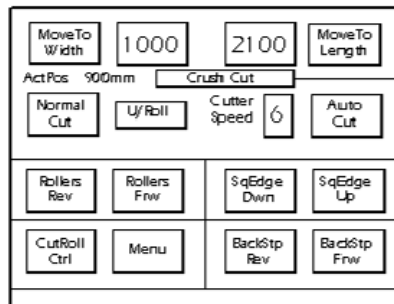 MoveTo Width
1000
2100
MoveTo Length
ActPos 900mm
Crush Cut
Normal Cut
U/Roll
Cutter Speed
6
Auto Cut
Rollers Rev
Rollers Frw
SqEdge Dwn
SqEdge Up
CutRoll Ctrl
Menu
BackStp Rev
BackStp Frw